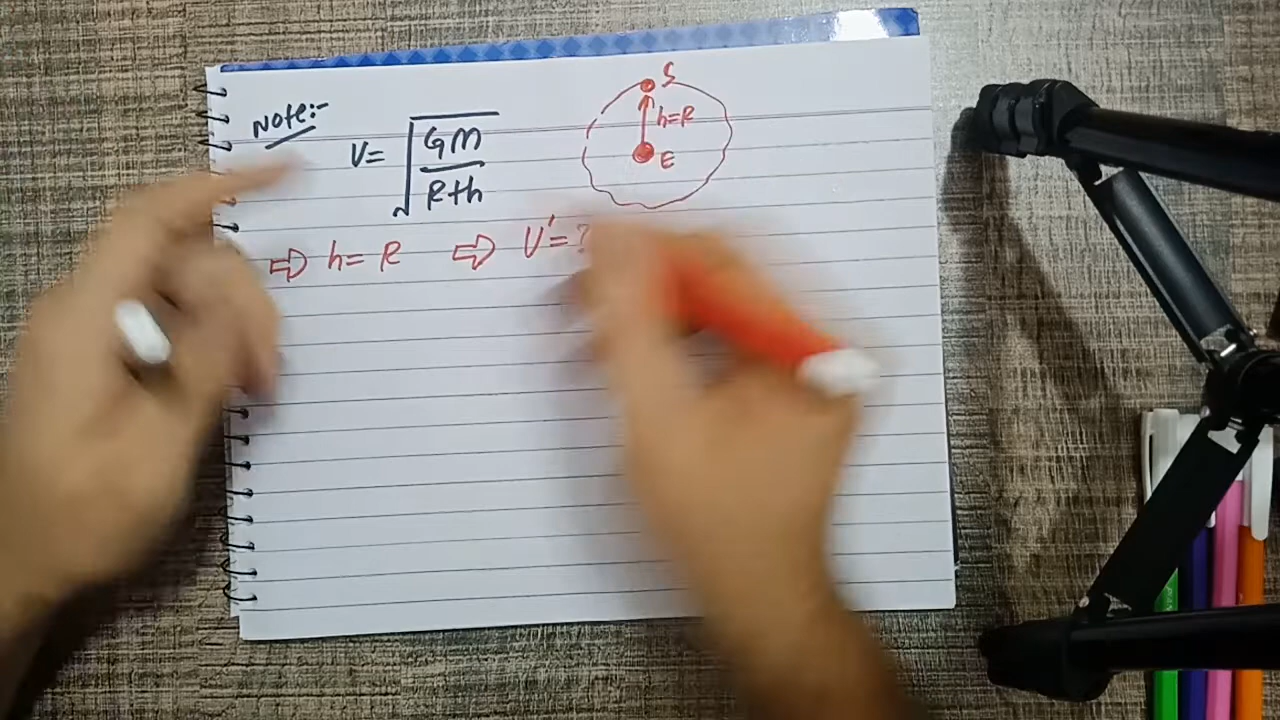 Note:-
V= √GM/R+h
S
h=R
E
⇨ h= R ⇨ V'=?